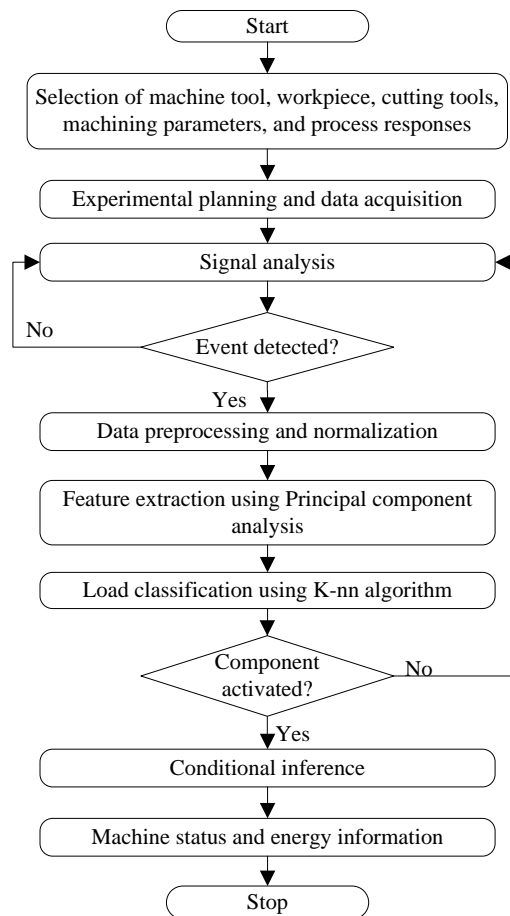 Start
Selection of machine tool, workpiece, cutting tools,
machining parameters, and process responses
Experimental planning and data acquisition
Signal analysis
No
Event detected?
Yes
Data preprocessing and normalization
Feature extraction using Principal component
analysis
Load classification using K-nn algorithm
Component
activated?
No
Yes
Conditional inference
Machine status and energy information
Stop